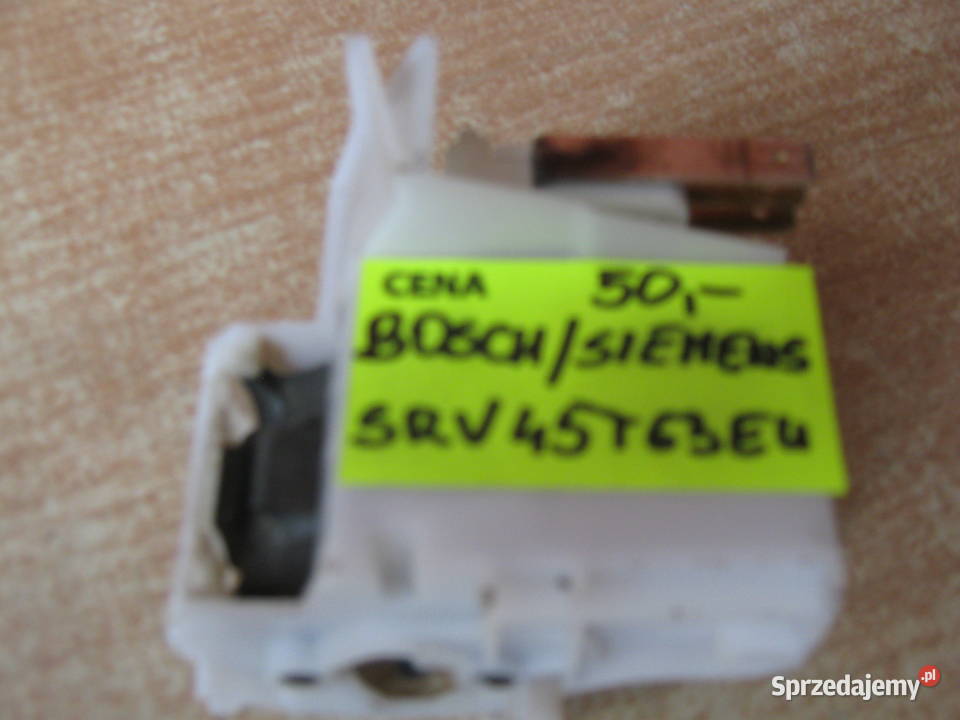 CENA 50,-
BOSCH/SIEMENS
SRV45T63EU
Sprzedajemy.pl